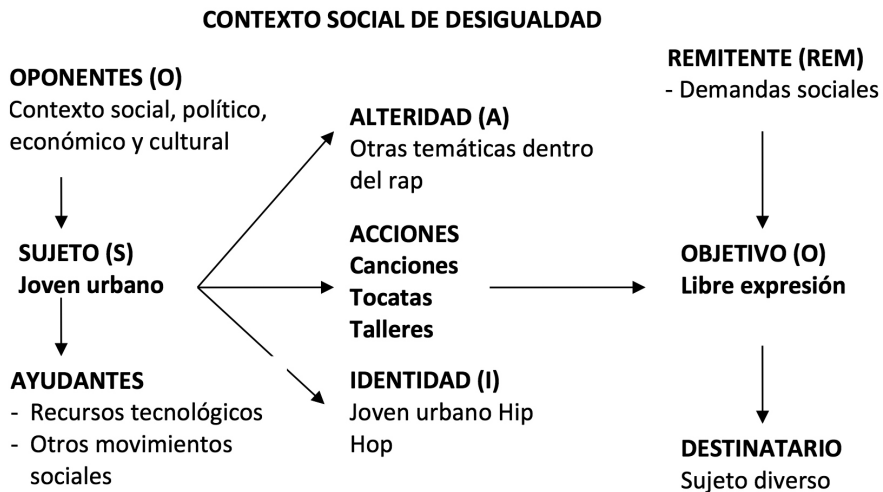 CONTEXTO SOCIAL DE DESIGUALDAD
OPONENTES (O)
Contexto social, político,
económico y cultural
SUJETO (S)
Joven urbano
AYUDANTES
- Recursos tecnológicos
- Otros movimientos
sociales
ALTERIDAD (A)
Otras temáticas dentro
del rap
ACCIONES
Canciones
Tocatas
Talleres
IDENTIDAD (I)
Joven urbano Hip
Hop
REMITENTE (REM)
- Demandas sociales
OBJETIVO (O)
Libre expresión
DESTINATARIO
Sujeto diverso